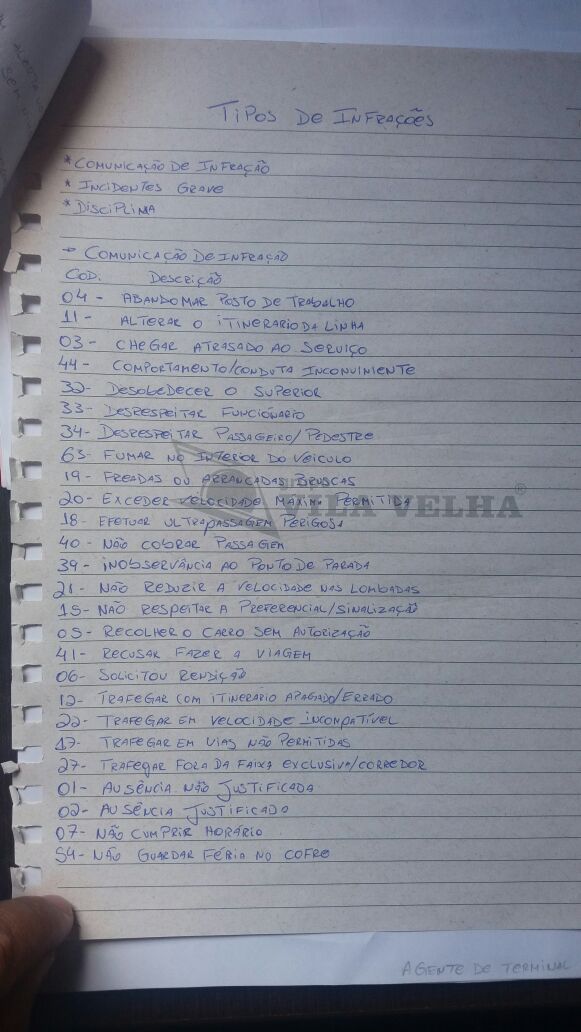 TIPOS DE INFRAÇÕES
* COMUNICAÇÃO DE INFRAÇÃO
* INCIDENTES GRAVE
* DISCIPLINA
COMUNICAÇÃO DE INFRAÇÃO
COD. DESCRIÇÃO
04 - ABANDOMAR POSTO DE TRABALHO
11 - ALTERAR O ITINERARIO DA LINHA
03 - CHEGAR ATRASADO AO SERVIÇO
44 - COMPORTAMENTO/CONDUTA INCONVINIENTE
32 - DESOBEDECER O SUPERIOR
33 - DESRESPEITAR FUNCIONARIO
34 - DESRESPEITAR PASSAGEIRO/PEDESTRE
63 - FUMAR NO INTERIOR DO VEICULO
19 - FREADAS OU ARRANCADAS BRUSCAS
20 - EXCEDER VELOCIDADE MAXIMA PERMITIDA
VILA VELHA®
18 - EFETUAR ULTRAPASSAGEM PERIGOSA
40 - NÃO COBRAR PASSAGEM
39 - INOBSERVÂNCIA AO PONTO DE PARADA
21 - NÃO REDUZIR A VELOCIDADE NAS LOMBADAS
15 - NÃO RESPEITAR A PREFERENCIAL/SINALIZAÇÃO
05 - RECOLHER O CARRO SEM AUTORIZAÇÃO
41 - RECUSAR FAZER A VIAGEM
06 - SOLICITOU RENDIÇÃO
12 - TRAFEGAR COM ITINERARIO APAGADO/ERRADO
22 - TRAFEGAR EM VELOCIDADE INCOMPATÍVEL
17 - TRAFEGAR EM VIAS NÃO PERMITIDAS
27 - TRAFEGAR FORA DA FAIXA EXCLUSIVA/CORREDOR
01 - AUSÊNCIA NÃO JUSTIFICADA
02 - AUSÊNCIA JUSTIFICADA
07 - NÃO CUMPRIR HORÁRIO
54 - NÃO GUARDAR FÉRIA NO COFRE
AGENTE DE TERMINAL